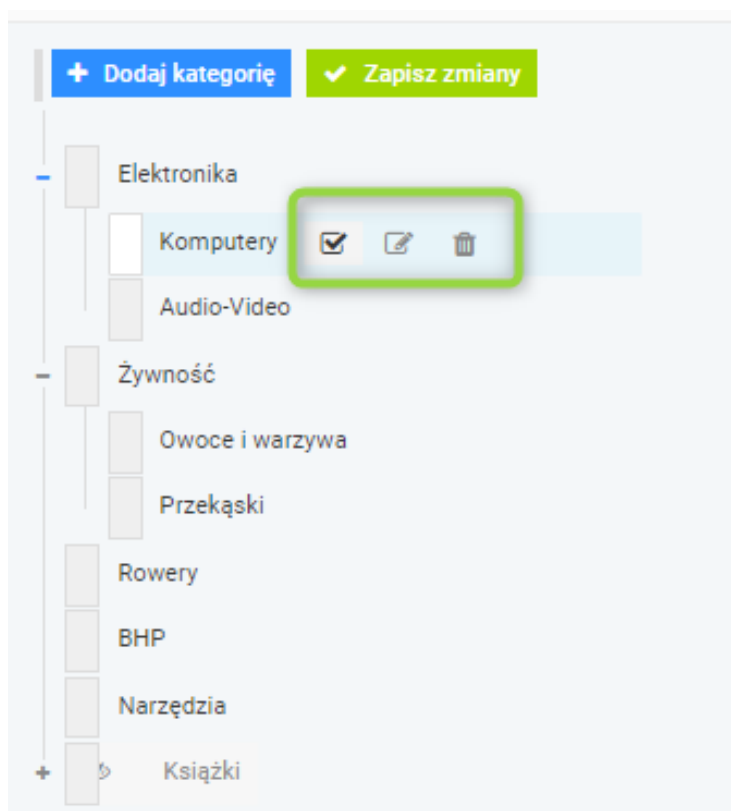 Dodaj kategorię Zapisz zmiany
Elektronika
Komputery
Audio-Video
Żywność
Owoce i warzywa
Przekąski
Rowery
BHP
Narzędzia
Książki